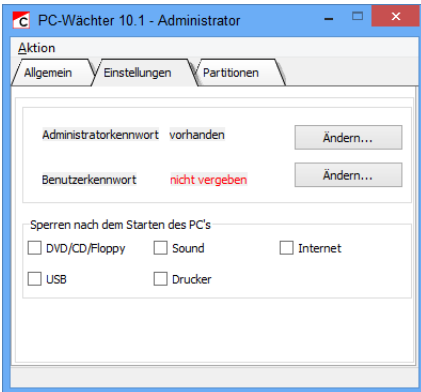 PC-Wächter 10.1 - Administrator
Aktion
Allgemein Einstellungen Partitionen
Administratorkennwort vorhanden Ändern...
Benutzerkennwort nicht vergeben Ändern...
Sperren nach dem Starten des PC's
DVD/CD/Floppy Sound Internet
USB Drucker